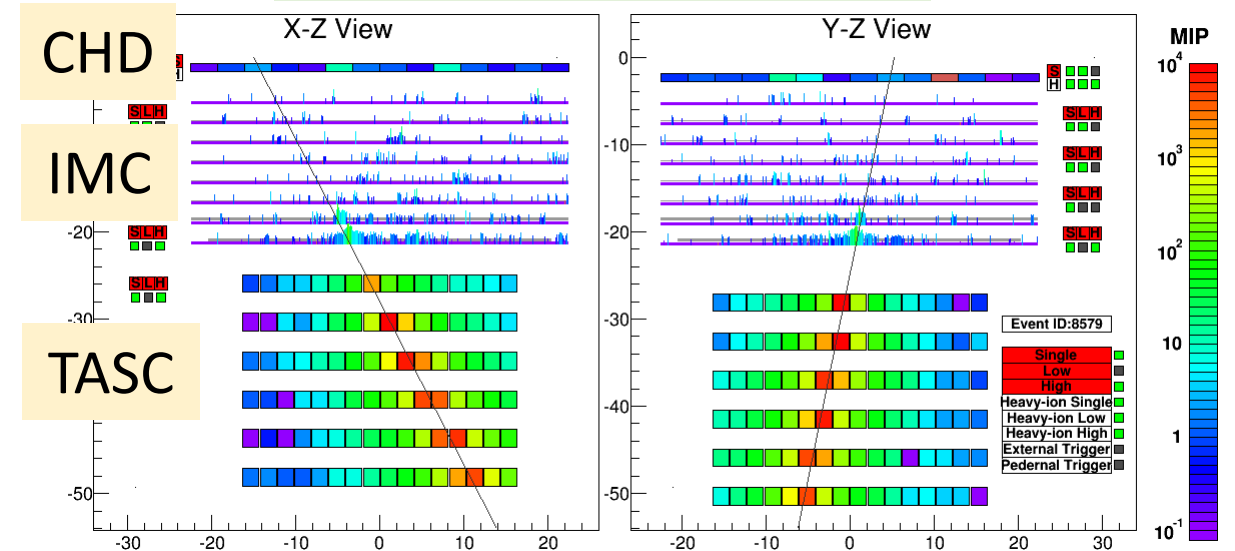 X-Z View
Y-Z View
CHD
IMC
TASC
MIP
S
H
S L H
S L H
S L H
-20
-30
-40
-50
-30
-20
-10
0
10
20
0
-10
-20
-30
-40
-50
-20
-10
0
10
20
30
S
H
S L H
S L H
S L H
S L H
Event ID:8579
Single
Low
High
Heavy-ion Single
Heavy-ion Low
Heavy-ion High
External Trigger
Pedernal Trigger
10^4
10^3
10^2
10
1
10^-1